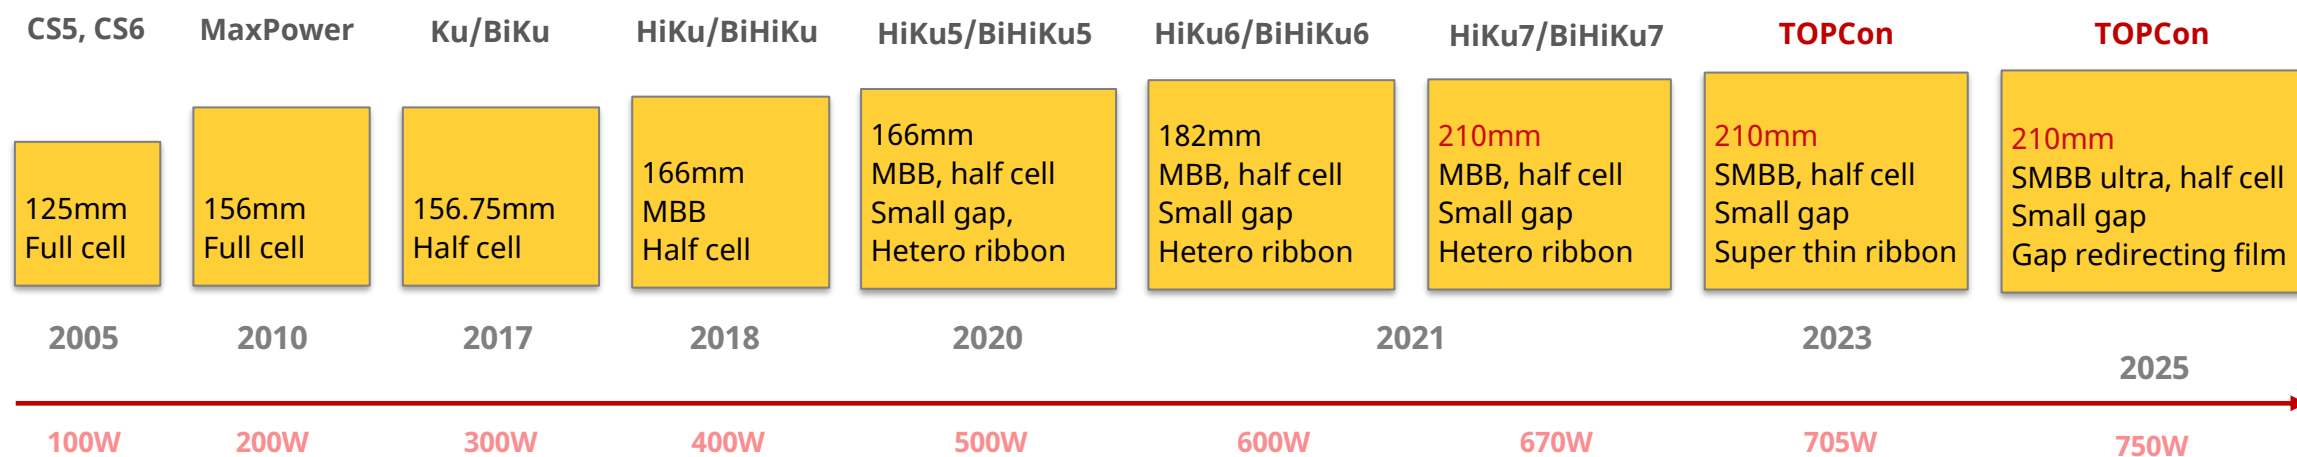 CS5, CS6
MaxPower
Ku/BiKu
HiKu/BiHiKu
HiKu5/BiHiKu5
HiKu6/BiHiKu6
HiKu7/BiHiKu7
TOPCon
TOPCon
125mm
Full cell
156mm
Full cell
156.75mm
Half cell
166mm
MBB
Half cell
166mm
MBB, half cell
Small gap,
Hetero ribbon
182mm
MBB, half cell
Small gap
Hetero ribbon
210mm
MBB, half cell
Small gap
Hetero ribbon
210mm
SMBB, half cell
Small gap
Super thin ribbon
210mm
SMBB ultra, half cell
Small gap
Gap redirecting film
2005
2010
2017
2018
2020
2021
2023
2025
100W
200W
300W
400W
500W
600W
670W
705W
750W